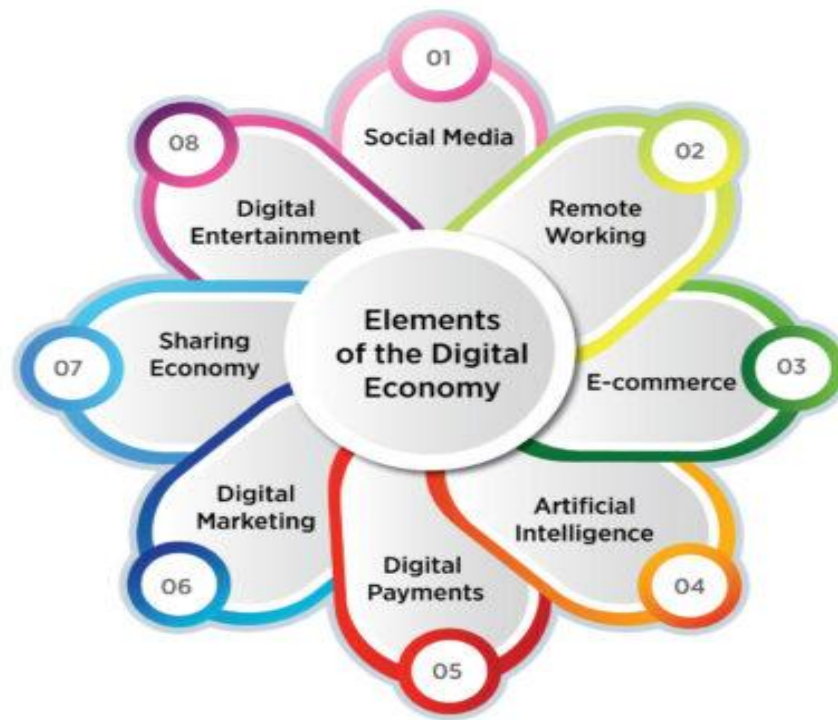 Elements
of the Digital
Economy
01
Social Media
02
Remote
Working
03
E-commerce
04
Artificial
Intelligence
05
Digital
Payments
06
Digital
Marketing
07
Sharing
Economy
08
Digital
Entertainment